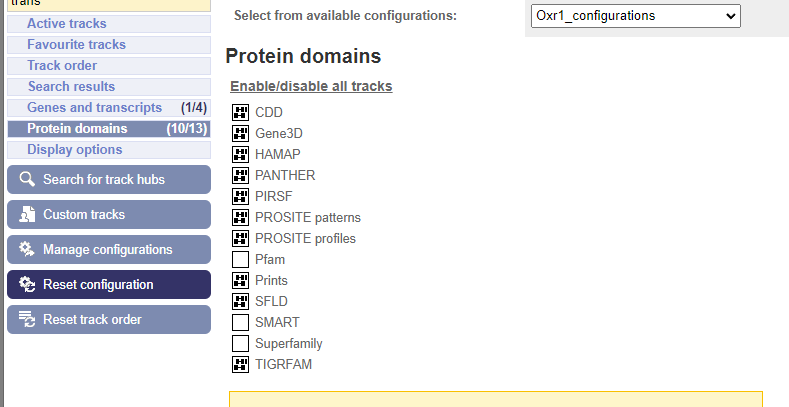 trans
Active tracks
Favourite tracks
Track order
Search results
Genes and transcripts (1/4)
Protein domains (10/13)
Display options
Search for track hubs
Custom tracks
Manage configurations
Reset configuration
Reset track order
Select from available configurations:
Oxr1_configurations
Protein domains
Enable/disable all tracks
CDD
Gene3D
HAMAP
PANTHER
PIRSF
PROSITE patterns
PROSITE profiles
Pfam
Prints
SFLD
SMART
Superfamily
TIGRFAM